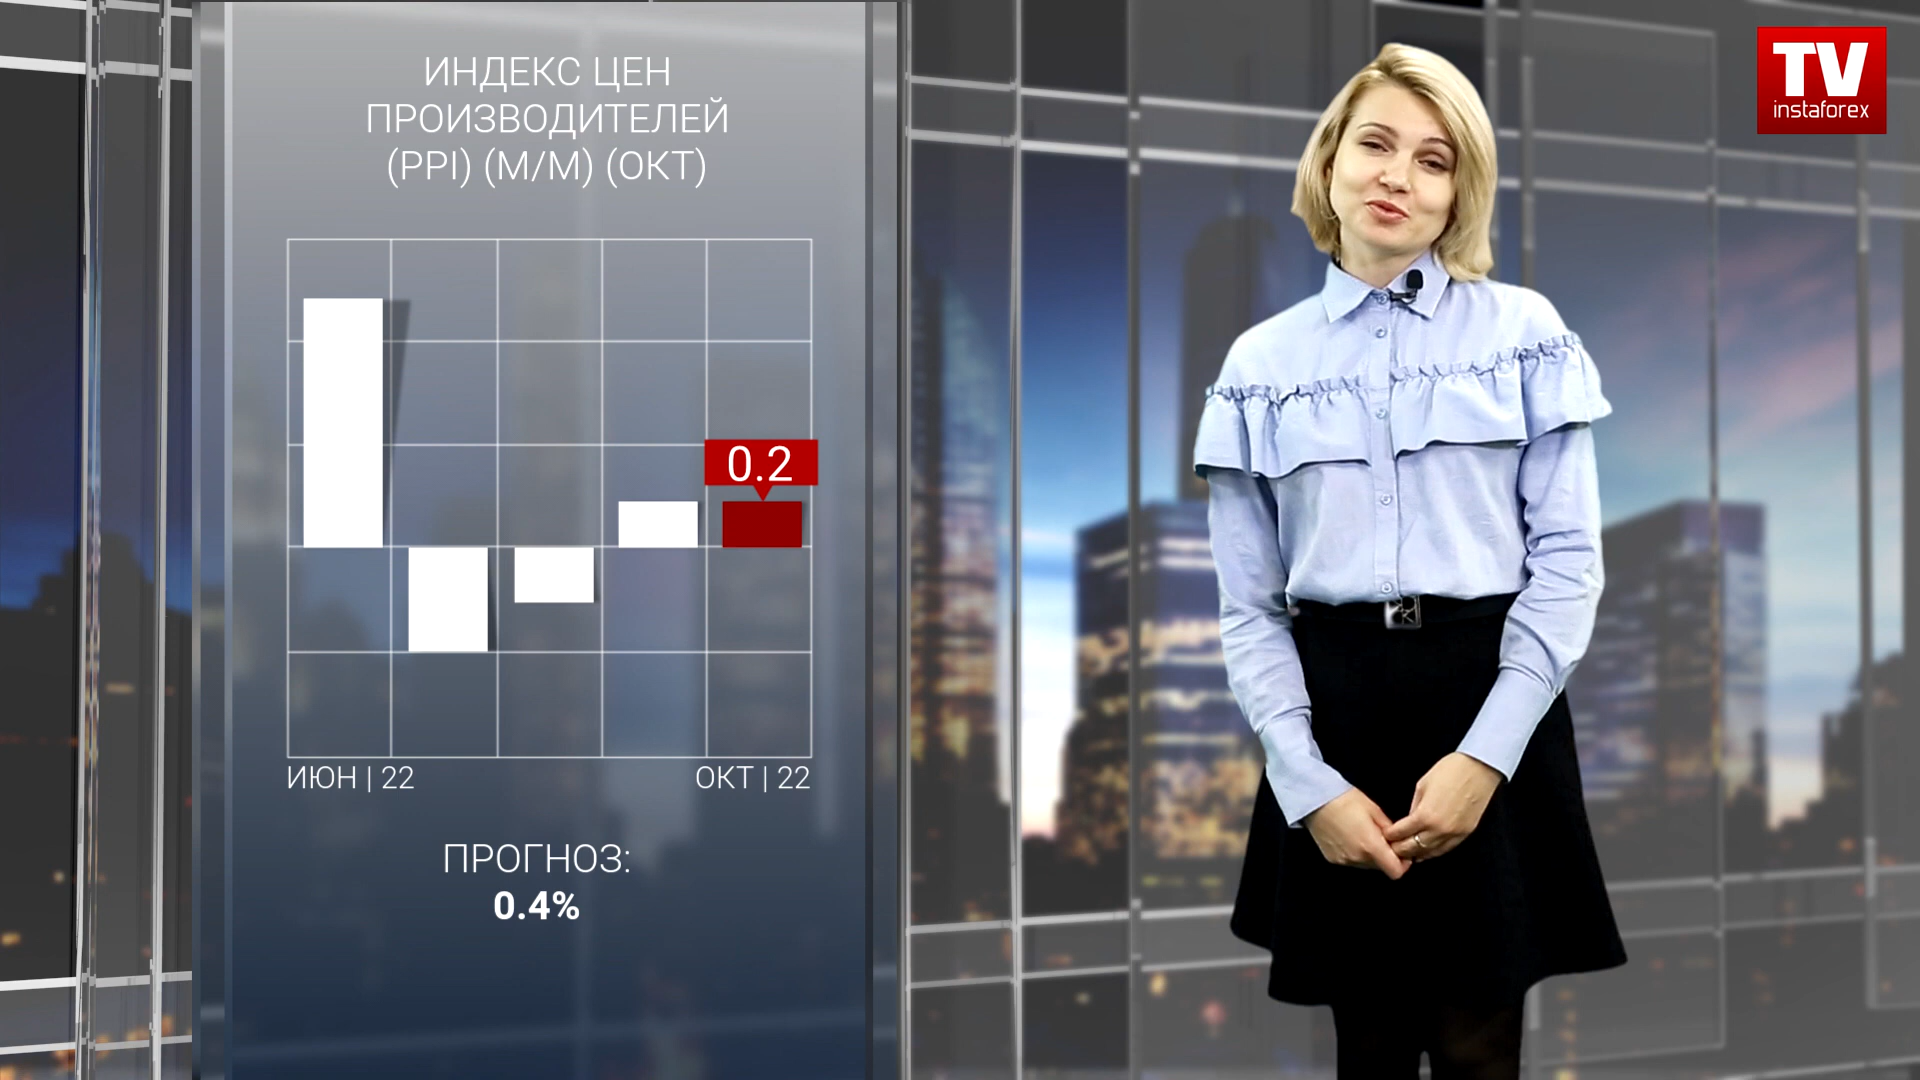 ИНДЕКС ЦЕН
ПРОИЗВОДИТЕЛЕЙ
(PPI) (М/М) (ОКТ)
0.2
ИЮН | 22
ОКТ | 22
ПРОГНОЗ:
0.4%
TV
instaforex